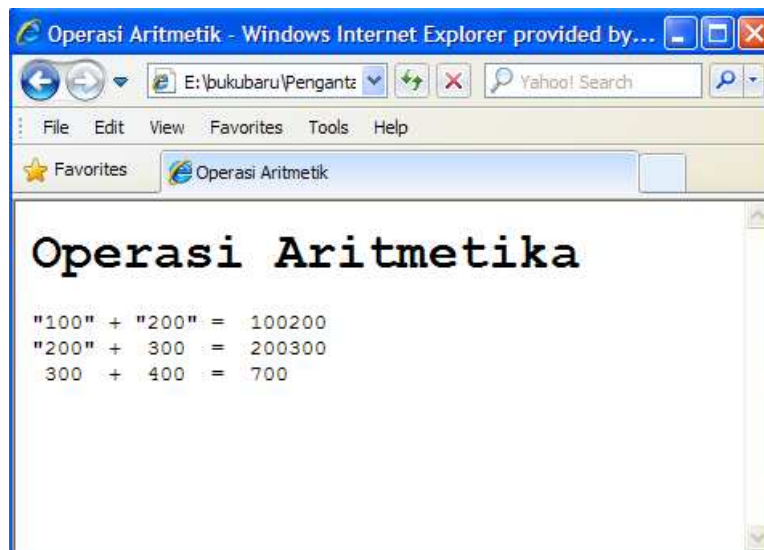 Operasi Aritmetik - Windows Internet Explorer provided by...
E:\bukubaru\Penganta
Yahoo! Search
File Edit View Favorites Tools Help
Favorites
Operasi Aritmetik
Operasi Aritmetika
"100" + "200" = 100200
"200" + 300 = 200300
300 + 400 = 700